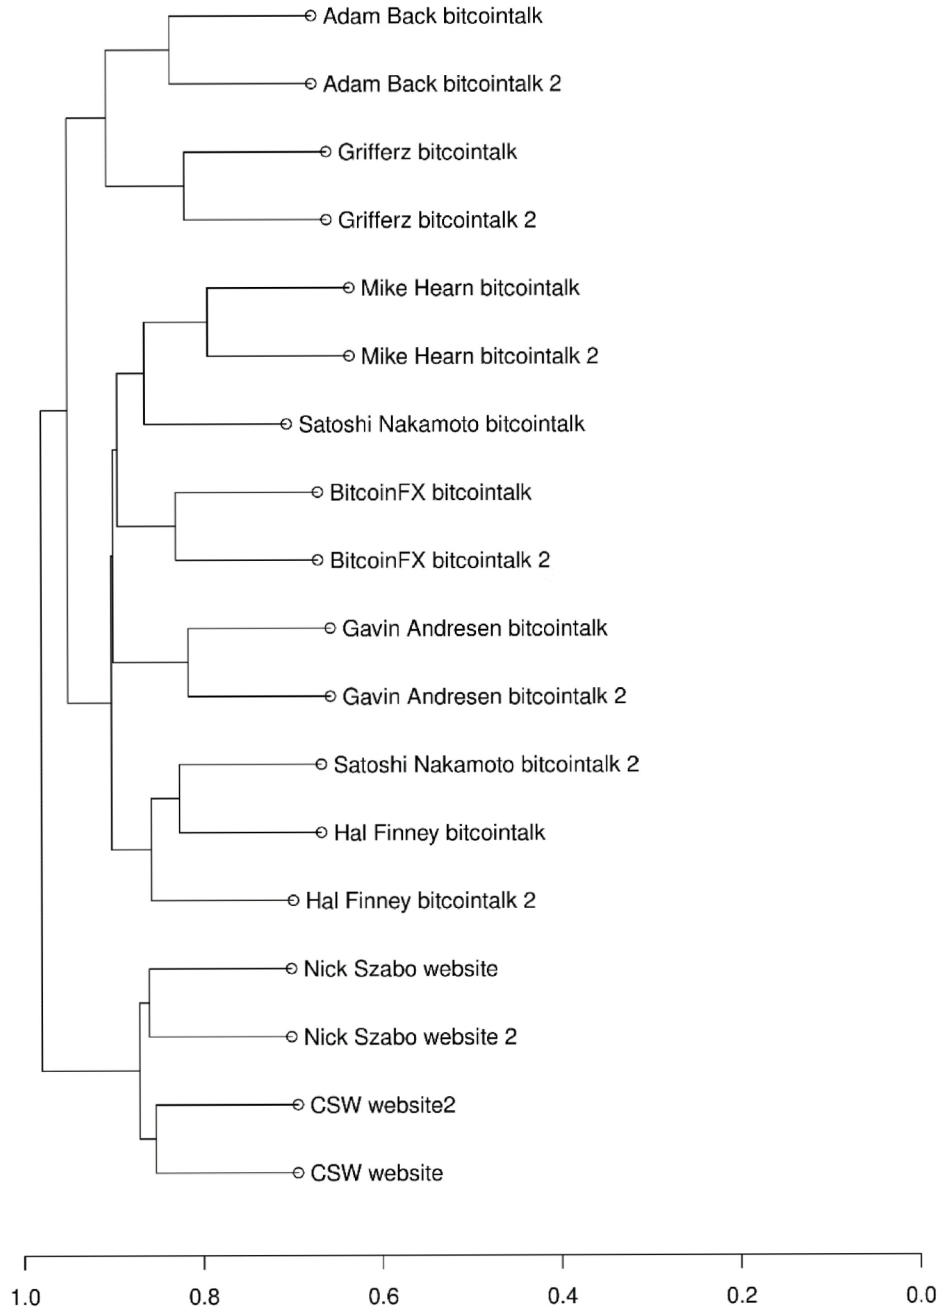 Adam Back bitcointalk
Adam Back bitcointalk 2
Grifferz bitcointalk
Grifferz bitcointalk 2
Mike Hearn bitcointalk
Mike Hearn bitcointalk 2
Satoshi Nakamoto bitcointalk
BitcoinFX bitcointalk
BitcoinFX bitcointalk 2
Gavin Andresen bitcointalk
Gavin Andresen bitcointalk 2
Satoshi Nakamoto bitcointalk 2
Hal Finney bitcointalk
Hal Finney bitcointalk 2
Nick Szabo website
Nick Szabo website 2
CSW website2
CSW website
1.0 0.8 0.6 0.4 0.2 0.0